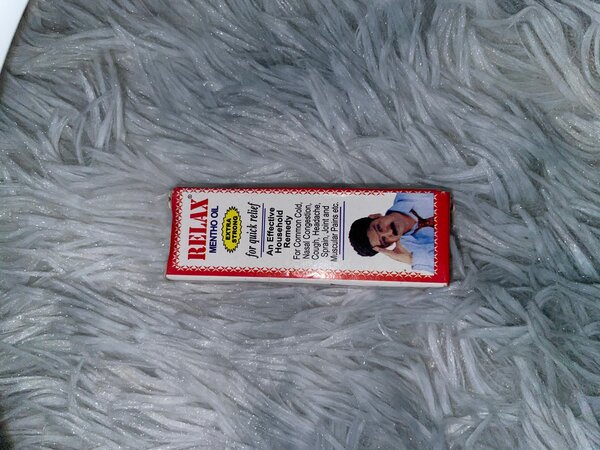 RELAX®
MENTHO OIL
EXTRA
STRONG
for quick relief
An Effective
Household
Remedy
For Common Cold,
Nasal Congestion,
Cough, Headache,
Sprain, Joint and
Muscular Pains etc.